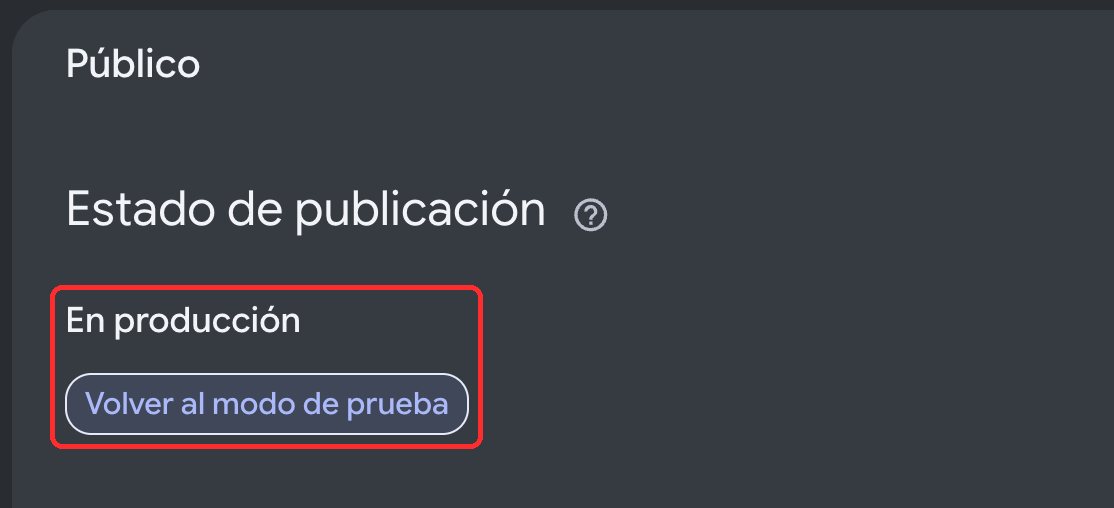 Público
Estado de publicación
En producción
Volver al modo de prueba